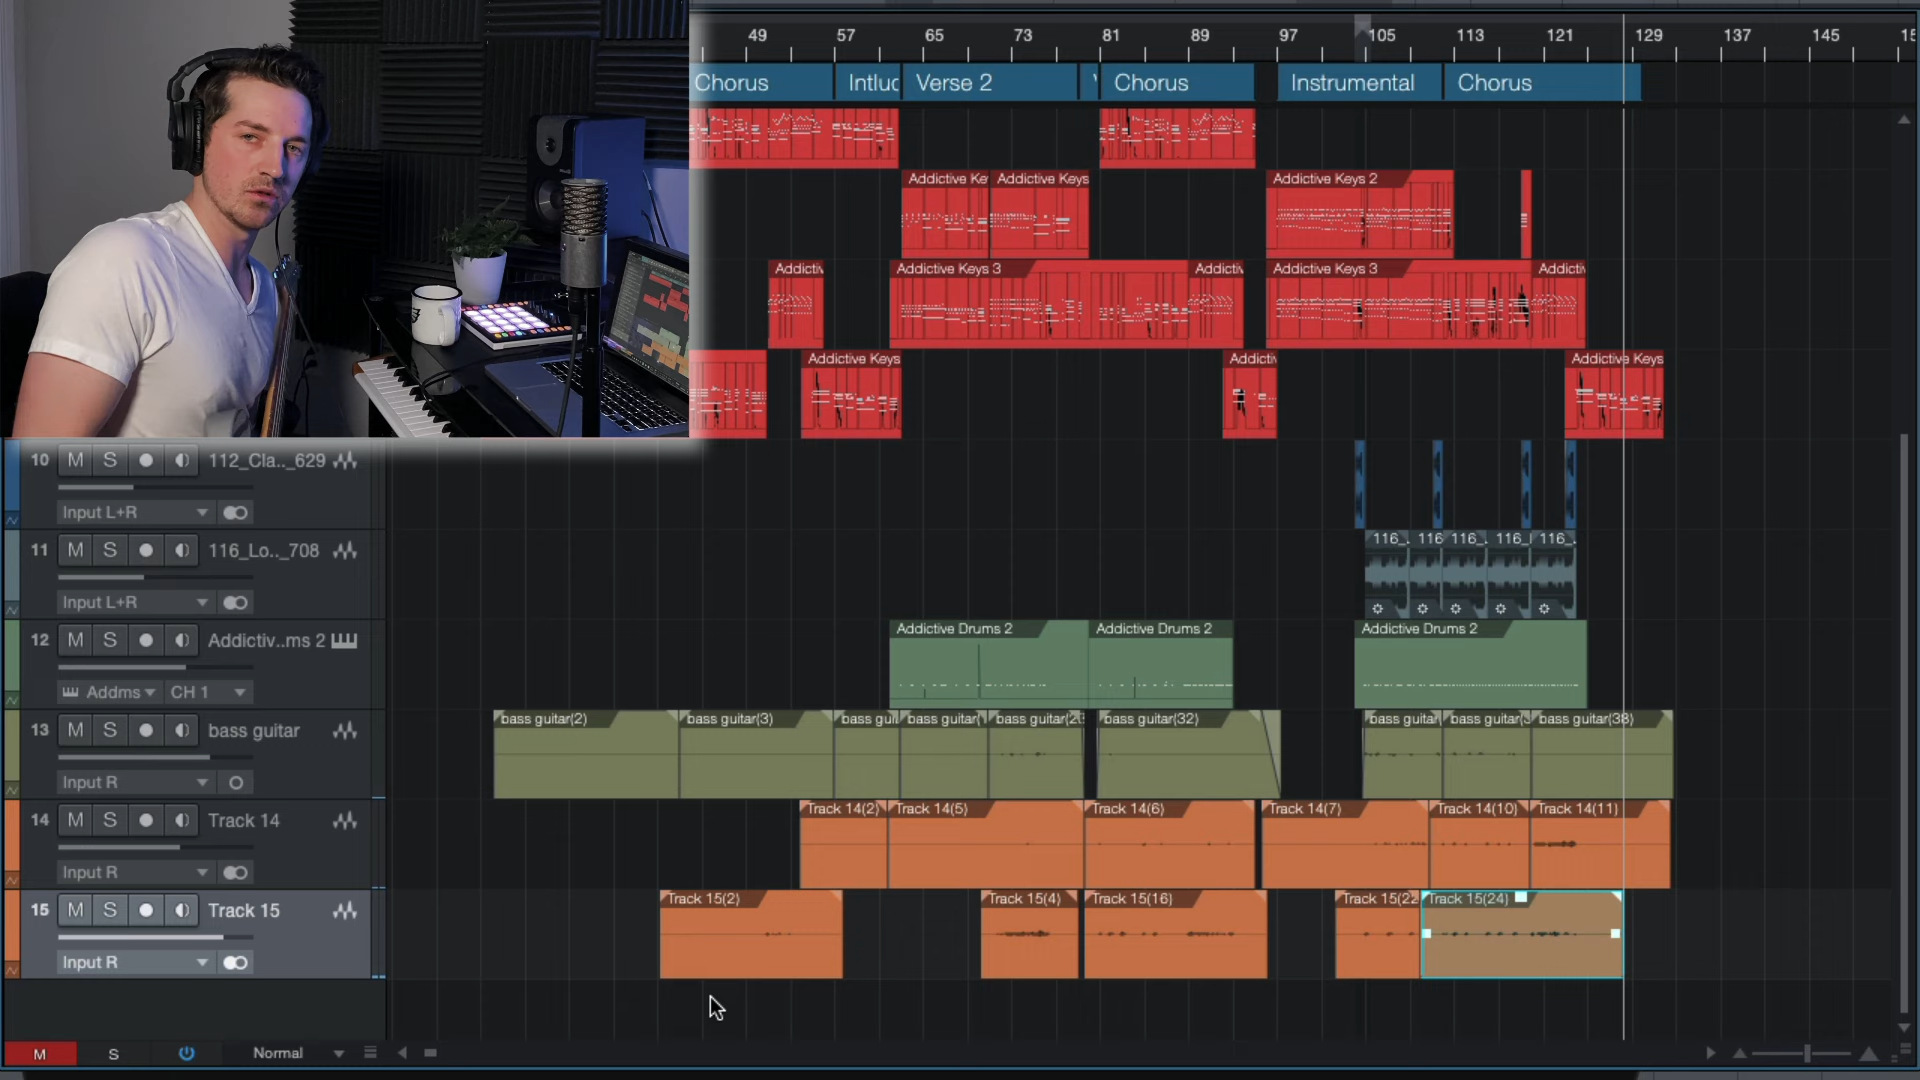 49 57 65 73 81 89 97 105 113 121 129 137 145
Chorus Intluc Verse 2 Chorus Instrumental Chorus
Addictive Ke Addictive Keys Addictive Keys 2
Addictiv Addictive Keys 3 Addictiv Addictive Keys 3 Addictiv
Addictive Keys Addictiv Addictive Keys
10 M S 112_Cla.._629
Input L+R
11 M S 116_Lo.._708 116_ 116 116_ 116_ 116_
Input L+R
12 M S Addictiv..ms 2 Addictive Drums 2 Addictive Drums 2 Addictive Drums 2
Addms CH 1
13 M S bass guitar bass guitar(2) bass guitar(3) bass gui bass guitar( bass guitar(2 bass guitar(32) bass guitar bass guitar(3 bass guitar(38)
Input R
14 M S Track 14 Track 14(2) Track 14(5) Track 14(6) Track 14(7) Track 14(10) Track 14(11)
Input R
15 M S Track 15 Track 15(2) Track 15(4) Track 15(16) Track 15(22 Track 15(24)
Input R
M S Normal